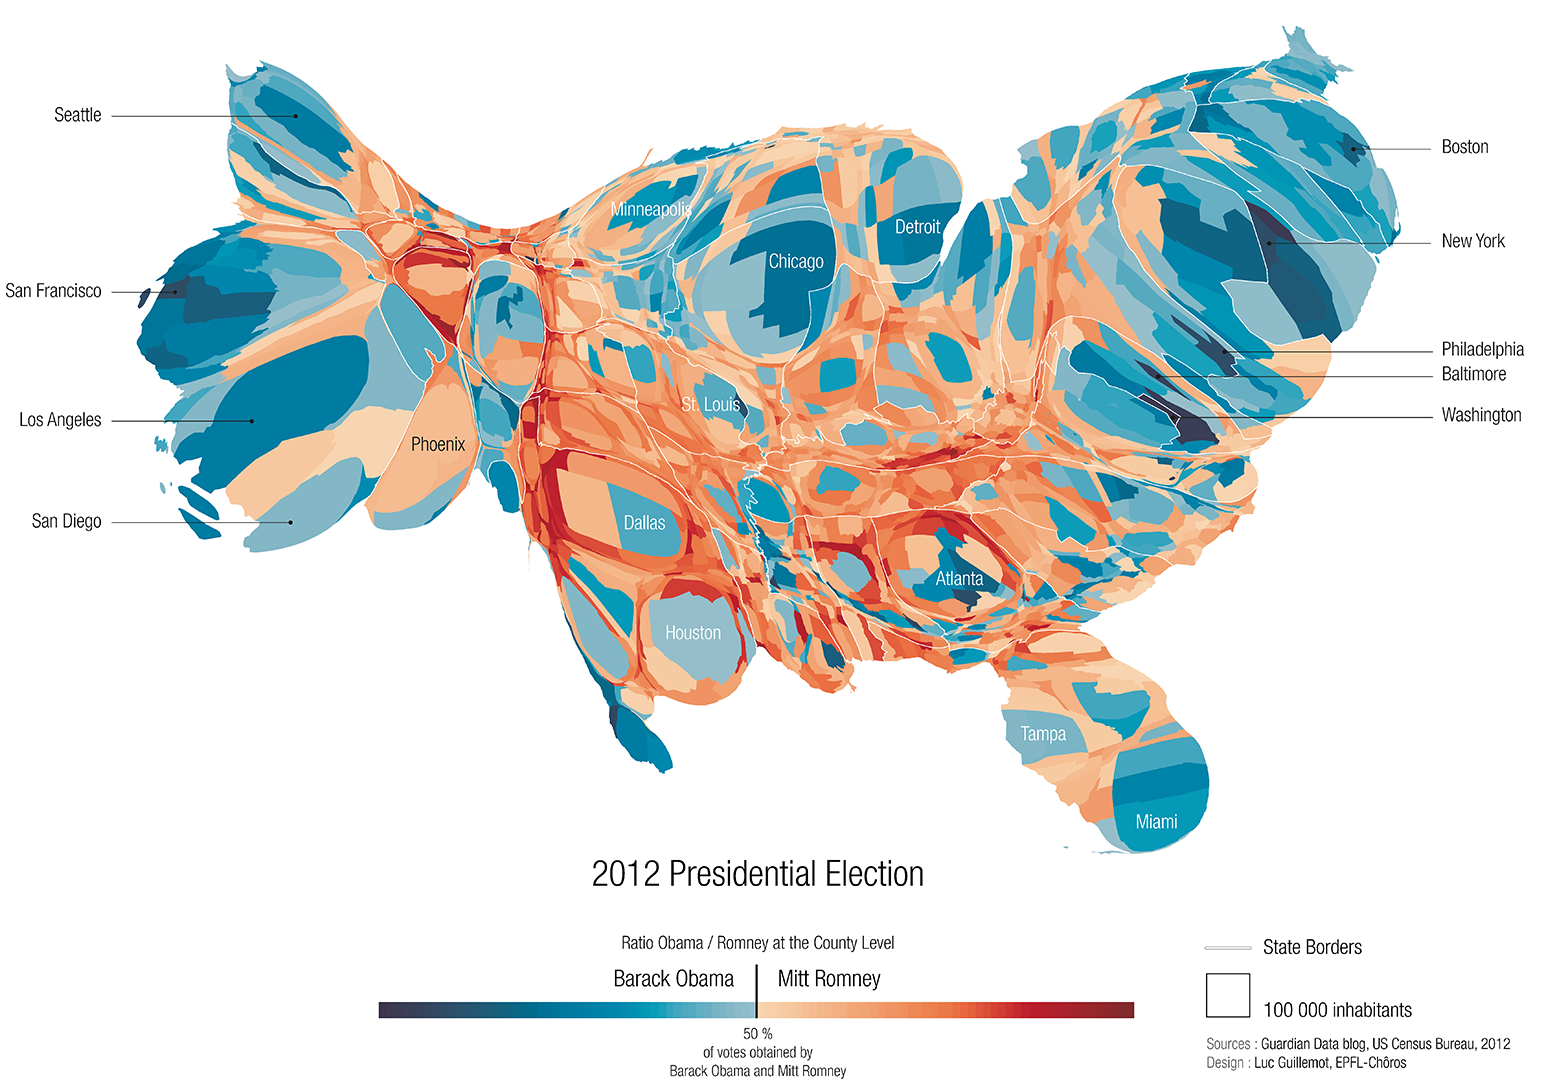 Seattle
Boston
Minneapolis
Detroit
New York
Chicago
San Francisco
Philadelphia
Baltimore
St. Louis
Washington
Los Angeles
Phoenix
San Diego
Dallas
Atlanta
Houston
Tampa
Miami
2012 Presidential Election
Ratio Obama / Romney at the County Level
Barack Obama
Mitt Romney
50 %
of votes obtained by
Barack Obama and Mitt Romney
State Borders
100 000 inhabitants
Sources : Guardian Data blog, US Census Bureau, 2012
Design : Luc Guillemot, EPFL-Chôros